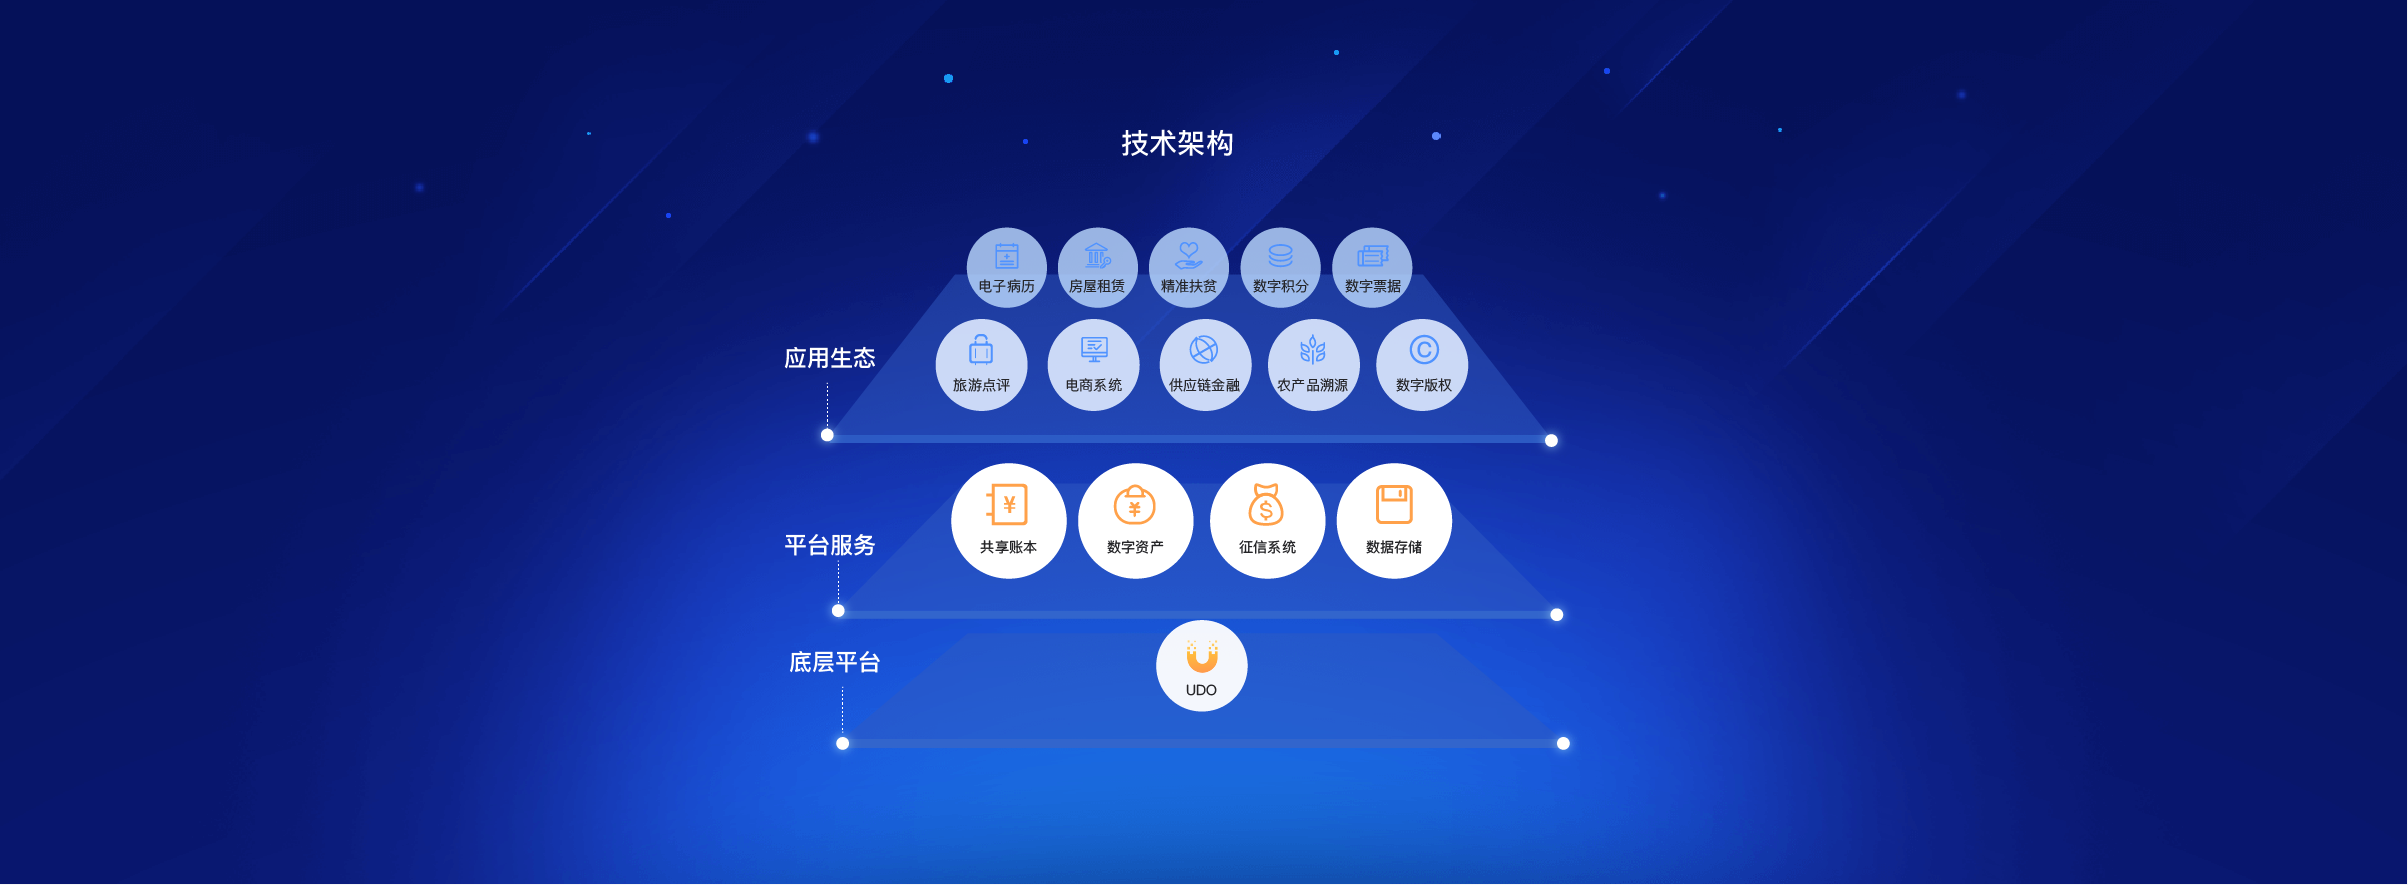 技术架构
电子病历 房屋租赁 精准扶贫 数字积分 数字票据
应用生态
旅游点评 电商系统 供应链金融 农产品溯源 数字版权
平台服务
共享账本 数字资产 征信系统 数据存储
底层平台
UDO